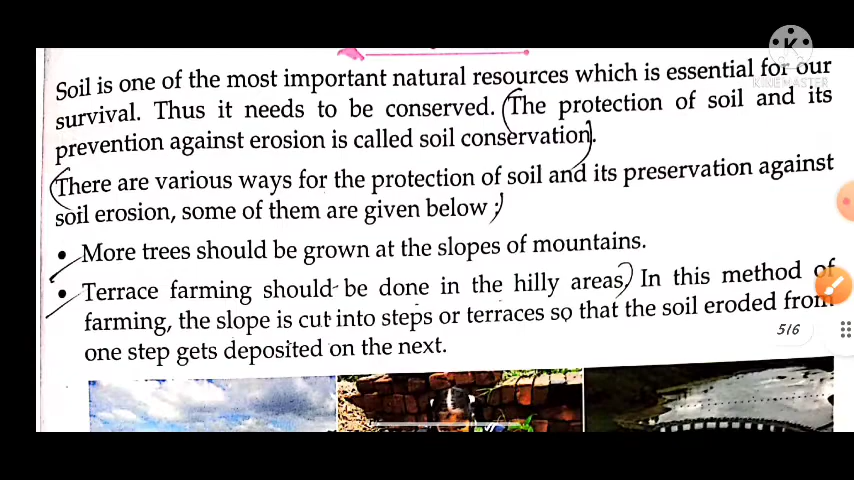 KINEMASTER
Soil is one of the most important natural resources which is essential for our
survival. Thus it needs to be conserved. The protection of soil and its
prevention against erosion is called soil conservation.
There are various ways for the protection of soil and its preservation against
soil erosion, some of them are given below :
• More trees should be grown at the slopes of mountains.
• Terrace farming should be done in the hilly areas. In this method of
farming, the slope is cut into steps or terraces so that the soil eroded from
5/6
one step gets deposited on the next.